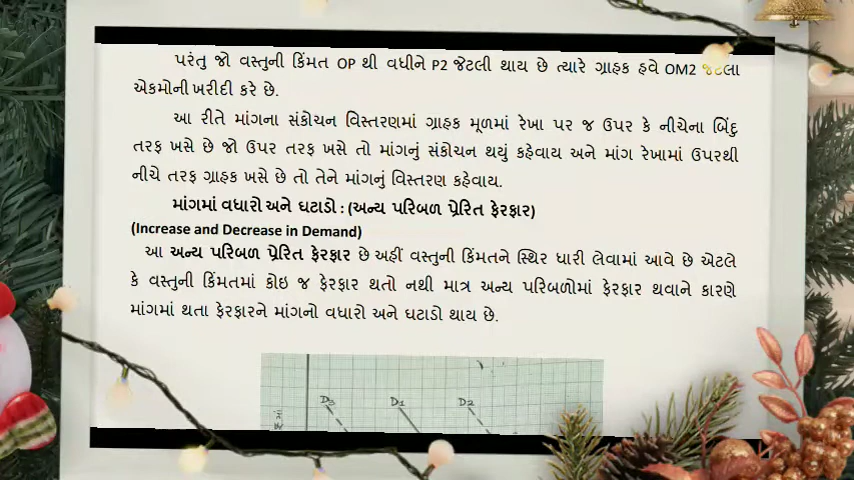 પરંતુ જો વસ્તુની કિંમત OP થી વધીને P2 જેટલી થાય છે ત્યારે ગ્રાહક હવે OM2 જેટલા
એકમોની ખરીદી કરે છે.
આ રીતે માંગના સંકોચન વિસ્તરણમાં ગ્રાહક મૂળમાં રેખા પર જ ઉપર કે નીચેના બિંદુ
તરફ ખસે છે જો ઉપર તરફ ખસે તો માંગનું સંકોચન થયું કહેવાય અને માંગ રેખામાં ઉપરથી
નીચે તરફ ગ્રાહક ખસે છે તો તેને માંગનું વિસ્તરણ કહેવાય.
માંગમાં વધારો અને ઘટાડો : (અન્ય પરિબળ પ્રેરિત ફેરફાર)
(Increase and Decrease in Demand)
આ અન્ય પરિબળ પ્રેરિત ફેરફાર છે અહીં વસ્તુની કિંમતને સ્થિર ધારી લેવામાં આવે છે એટલે
કે વસ્તુની કિંમતમાં કોઇ જ ફેરફાર થતો નથી માત્ર અન્ય પરિબળોમાં ફેરફાર થવાને કારણે
માંગમાં થતા ફેરફારને માંગનો વધારો અને ઘટાડો થાય છે.
D3 D1 D2